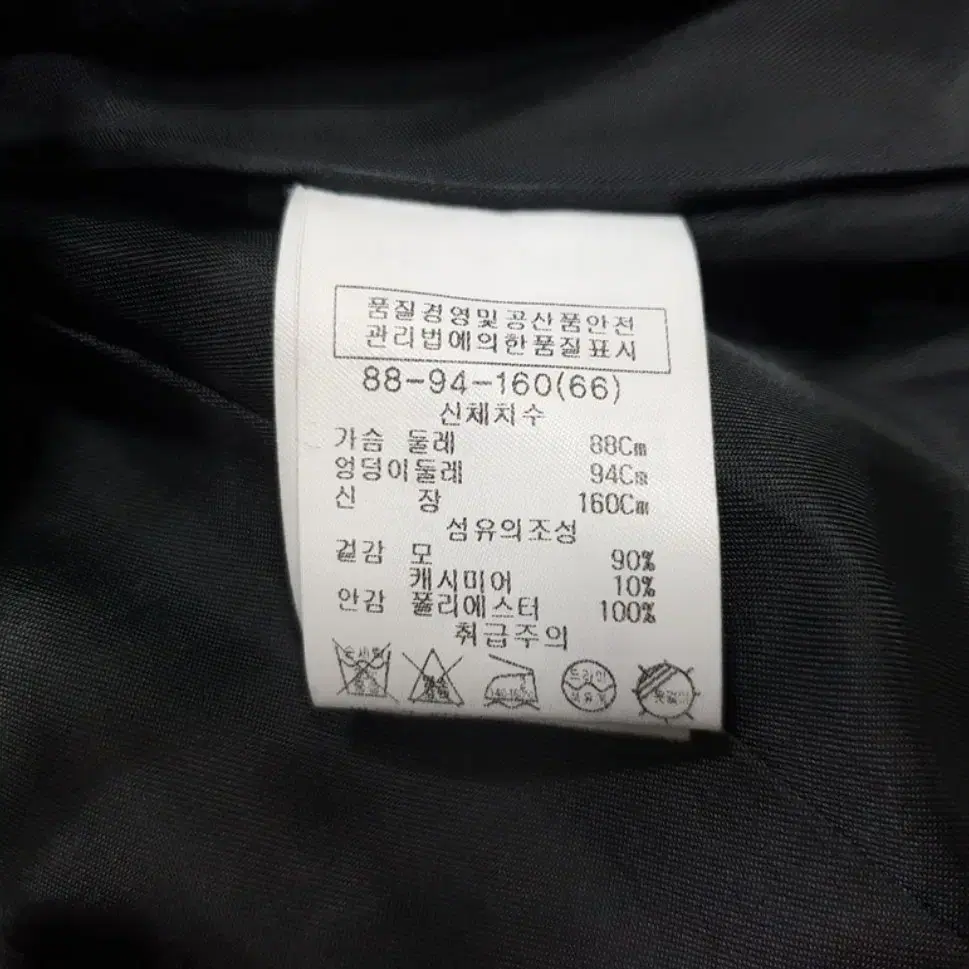 품질경영및공산품안전
관리법에의한품질표시
88-94-160(66)
신체치수
가슴 둘레 88Cm
엉덩이둘레 94Cm
신 장 160Cm
섬유의조성
겉감 모 90%
캐시미어 10%
안감 폴리에스터 100%
취급주의
드라이